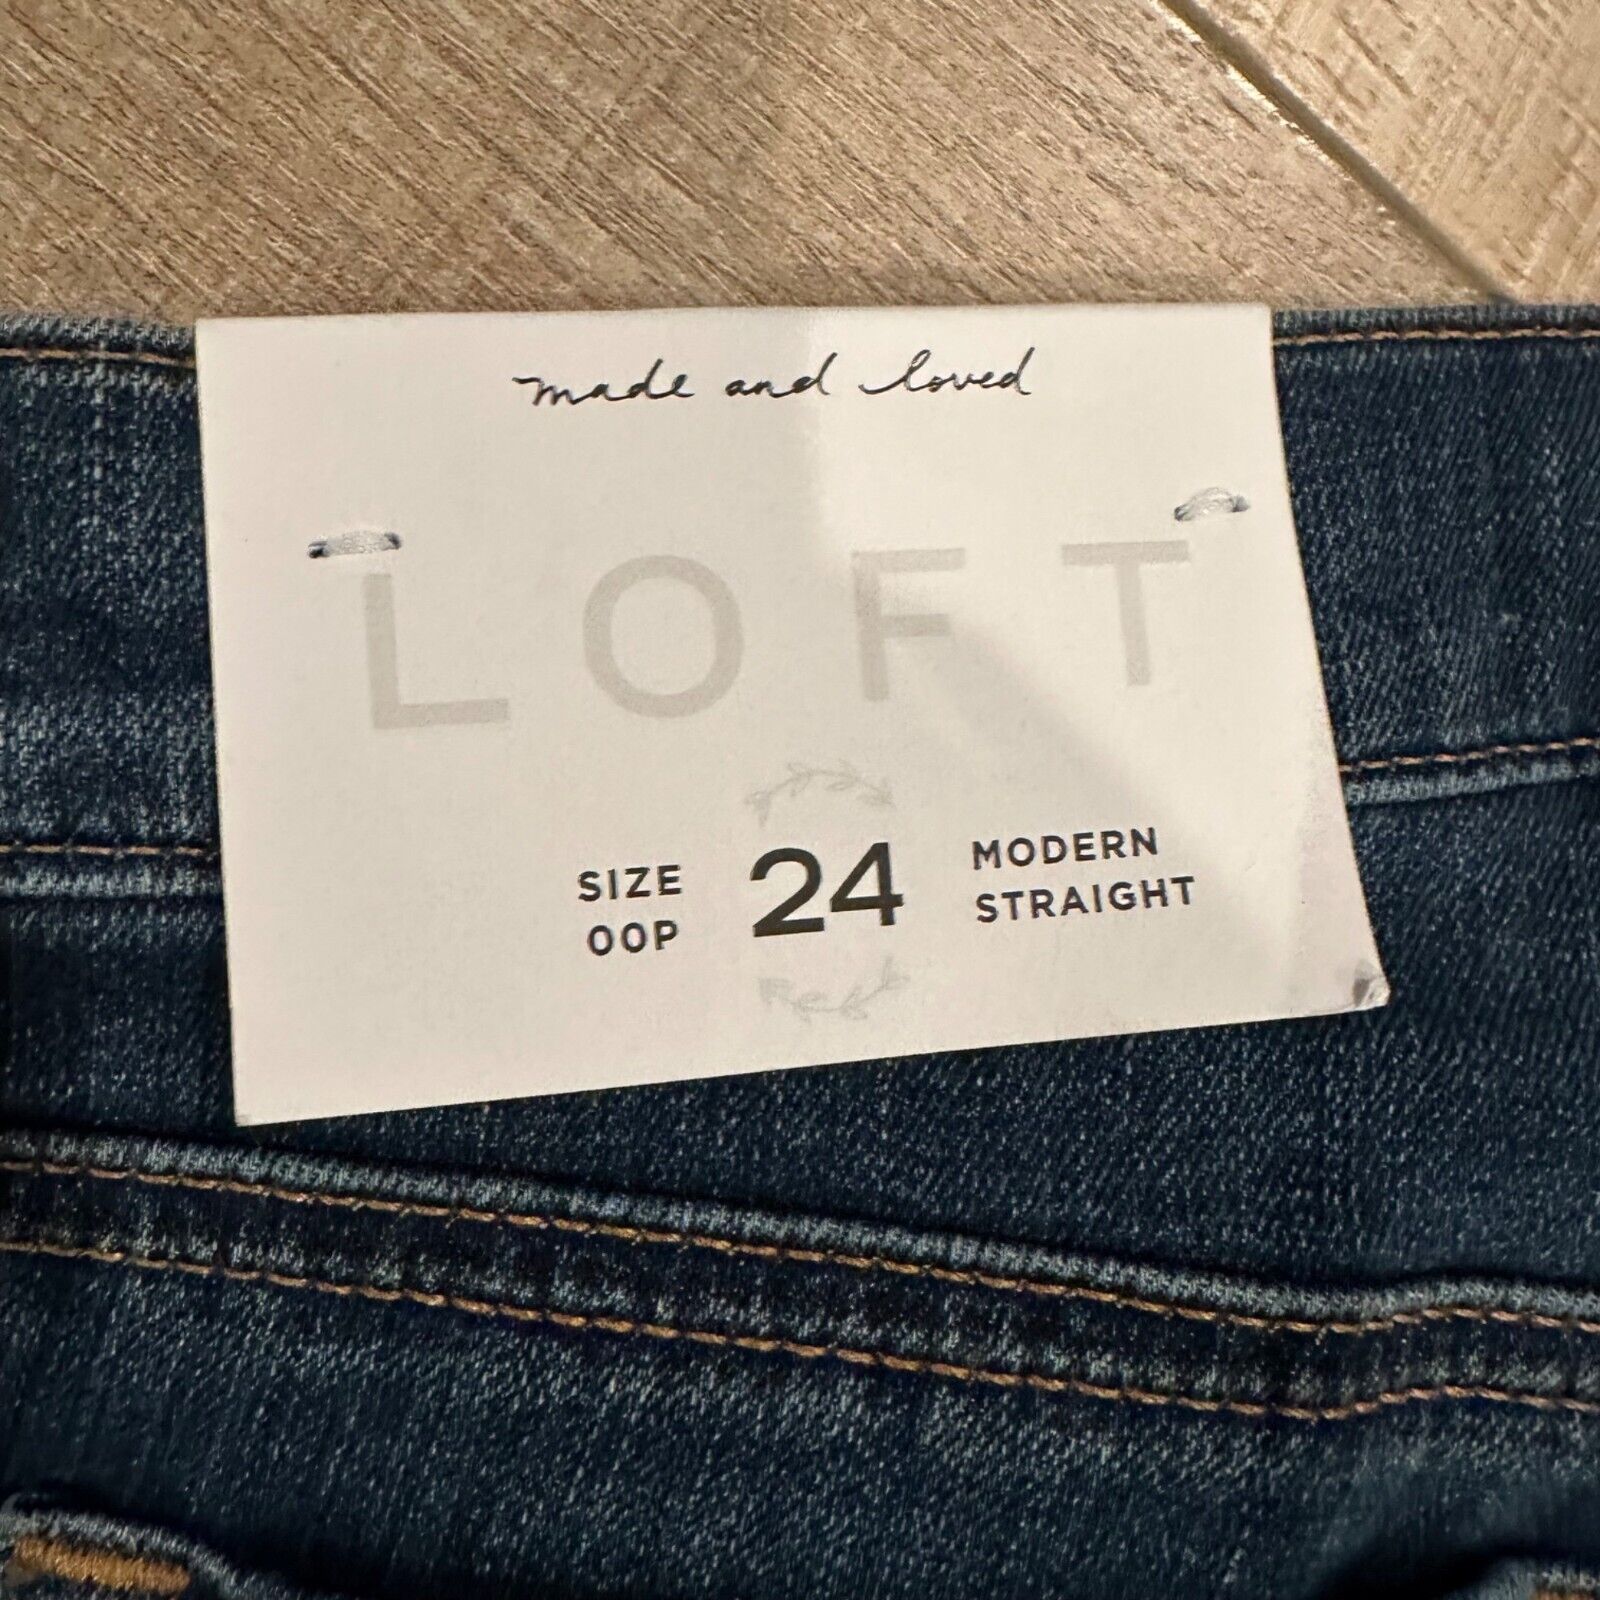 made and loved
LOFT
SIZE 24 MODERN
00P STRAIGHT